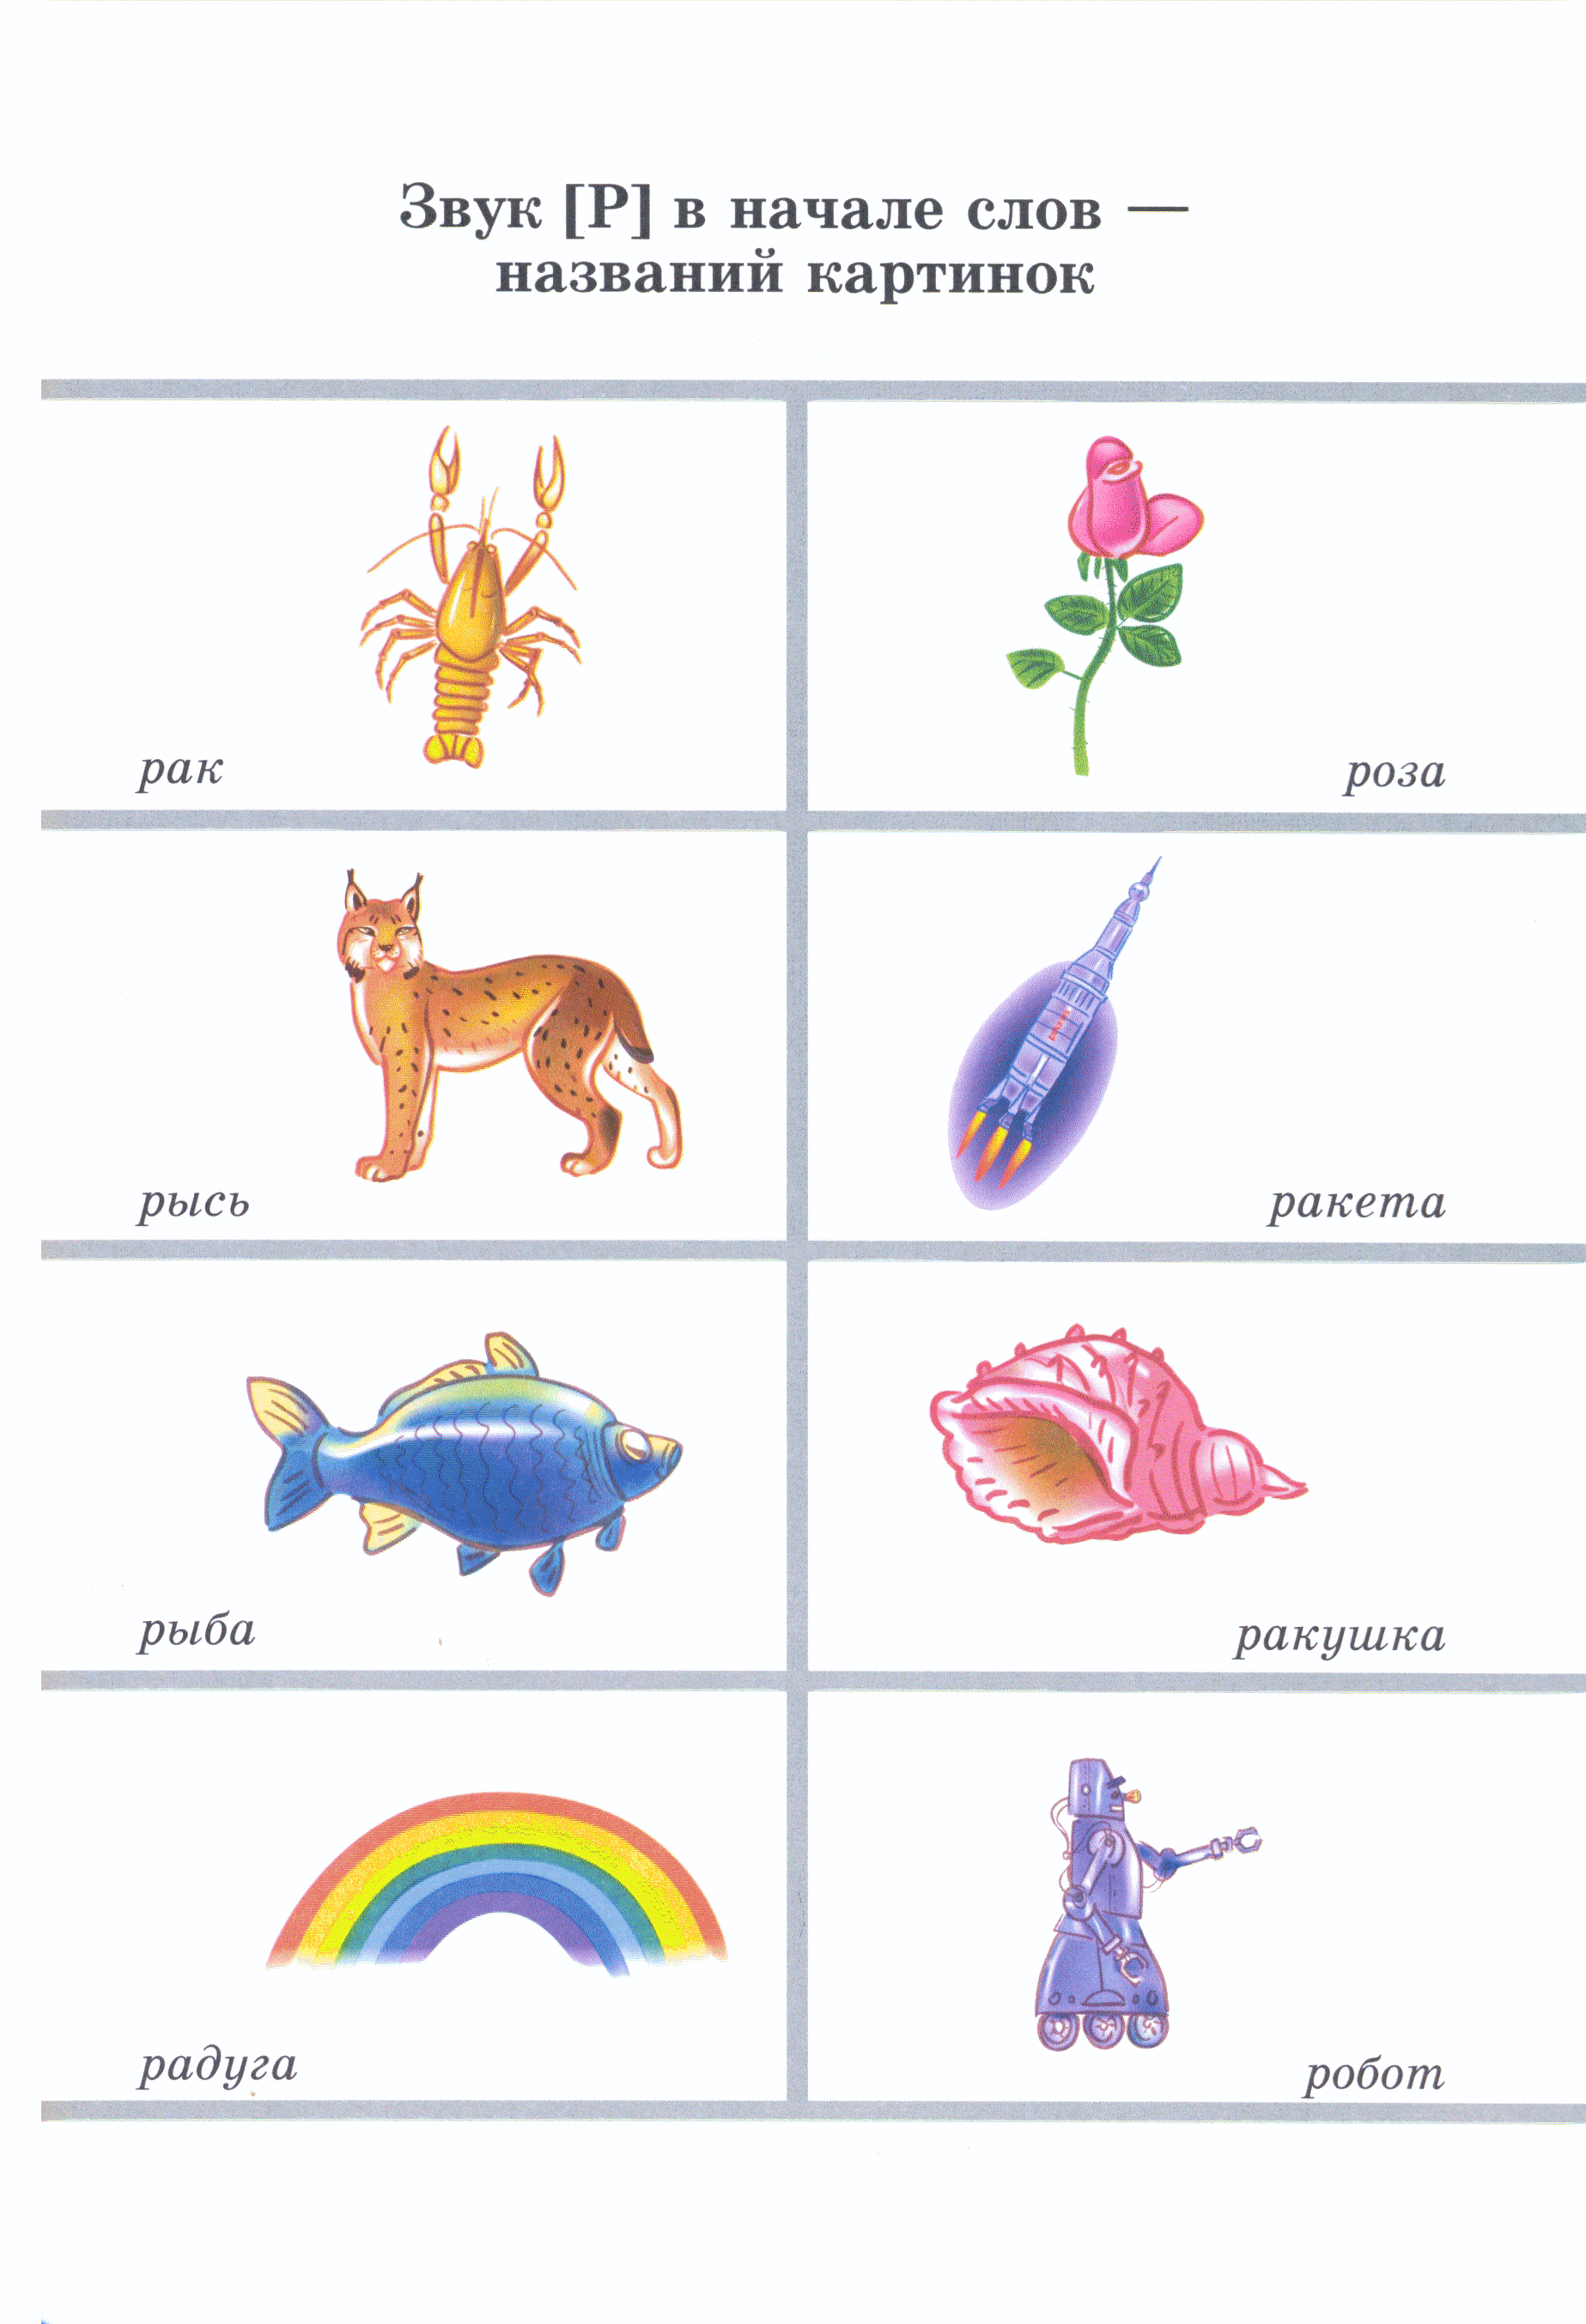 Звук [Р] в начале слов —
названий картинок
рак
роза
рысь
ракета
рыба
ракушка
радуга
робот